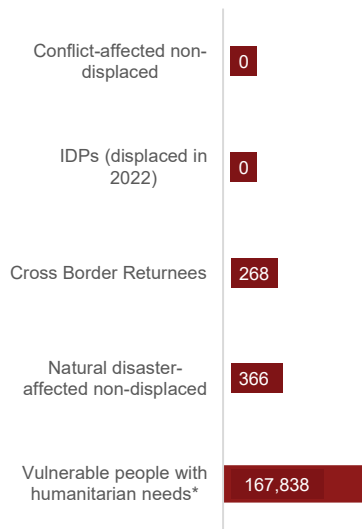 Conflict-affected non-
displaced
0
IDPs (displaced in
2022)
0
Cross Border Returnees
268
Natural disaster-
affected non-displaced
366
Vulnerable people with
humanitarian needs*
167,838